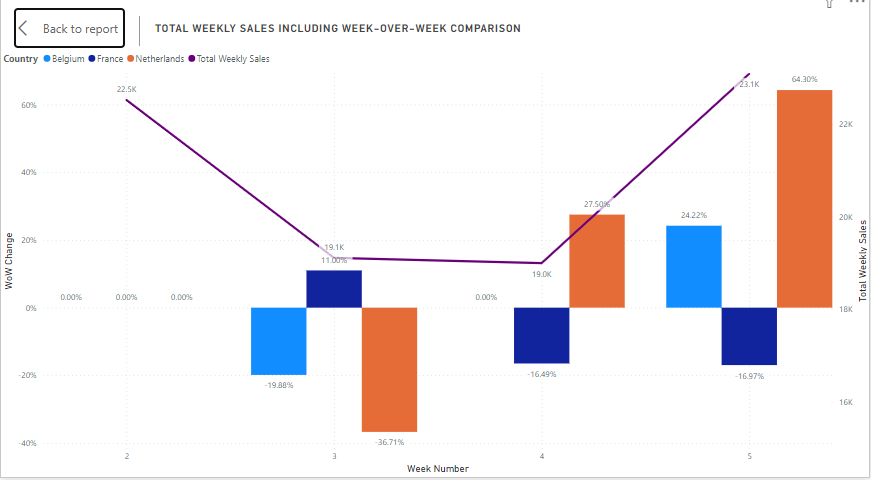 Back to report
TOTAL WEEKLY SALES INCLUDING WEEK-OVER-WEEK COMPARISON
Country Belgium France Netherlands Total Weekly Sales
22.5K
23.1K
64.30%
60%
22K
40%
27.50%
24.22%
20K
20%
19.1K
11.00%
19.0K
WoW Change
Total Weekly Sales
0.00%
0.00%
0.00%
0.00%
0%
18K
-19.88%
-16.49%
-16.97%
-20%
16K
-36.71%
-40%
2
3
4
5
Week Number